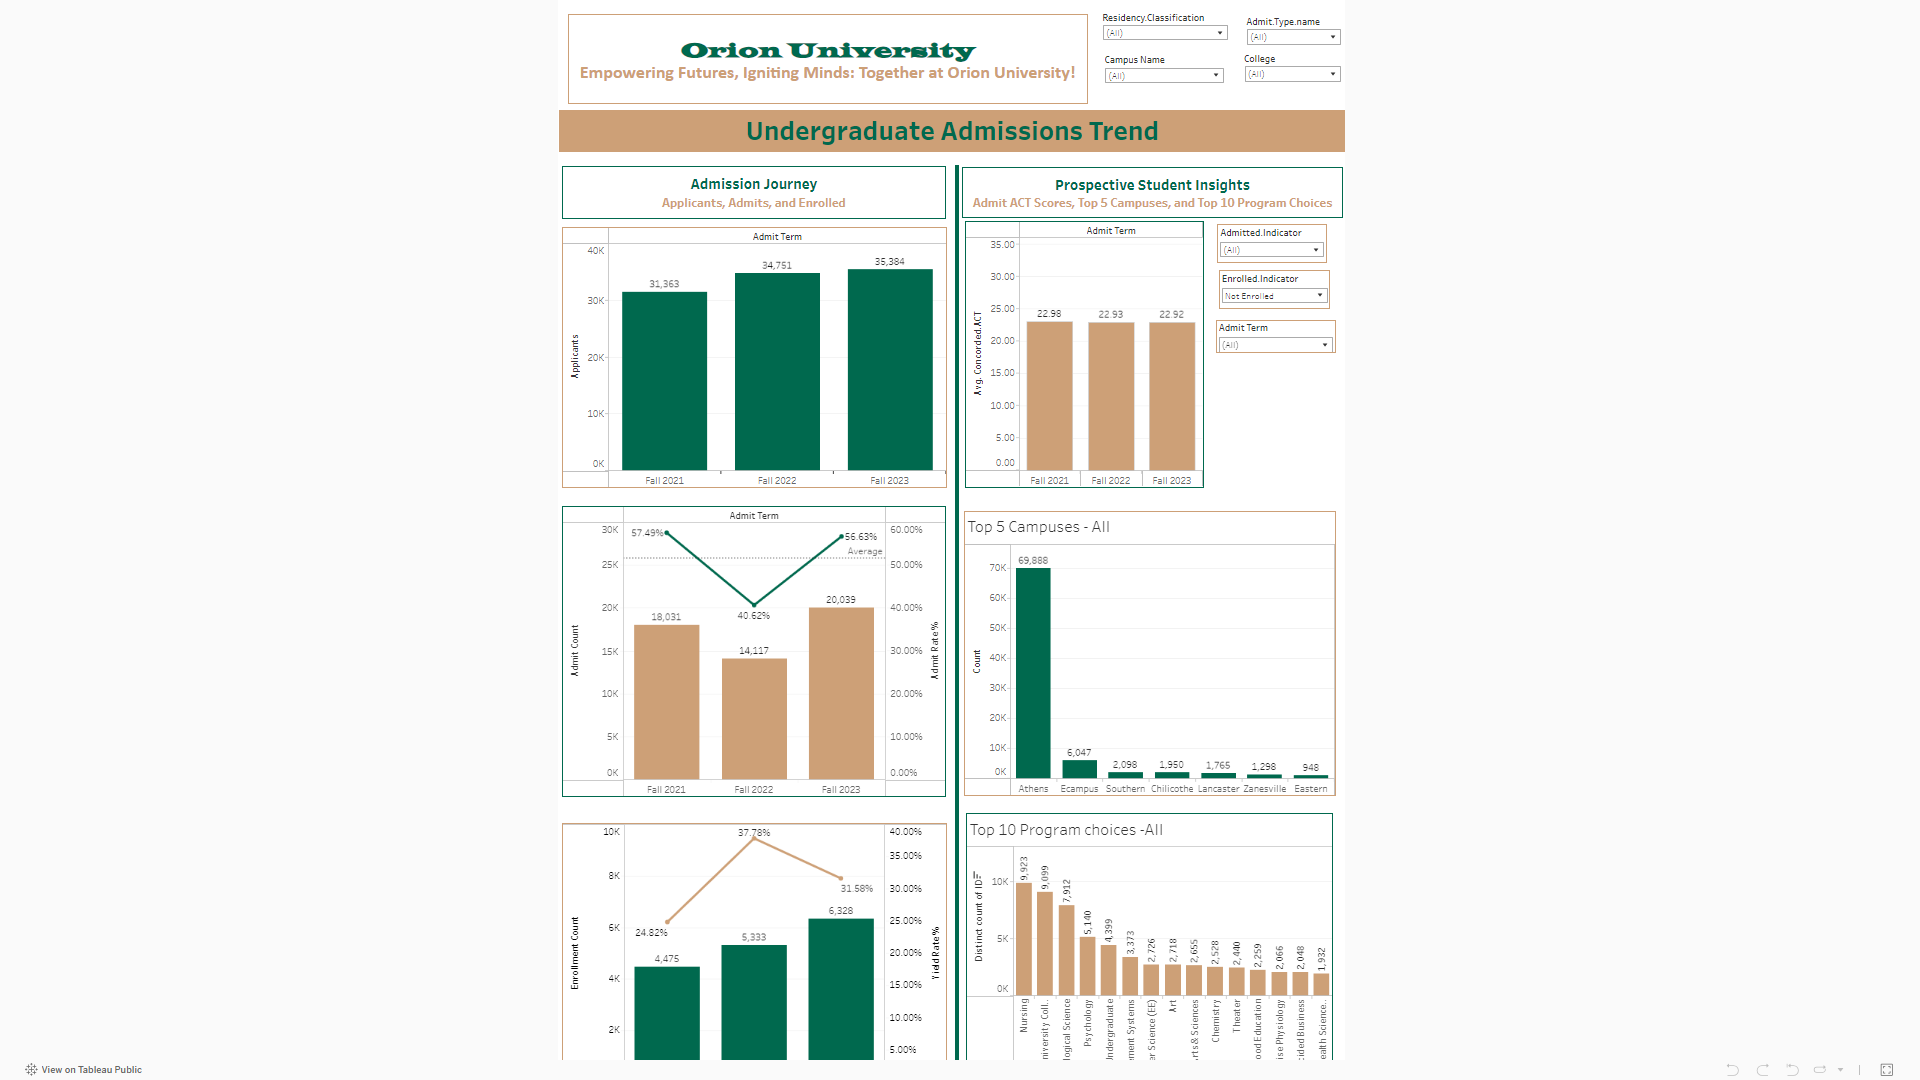 Orion University
Empowering Futures, Igniting Minds: Together at Orion University!
Residency.Classification
(All)
Admit.Type.name
(All)
Campus Name
(All)
College
(All)
Undergraduate Admissions Trend
Admission Journey
Applicants, Admits, and Enrolled
Admit Term
40K
30K
20K
10K
0K
Applicants
31,363
34,751
35,384
Fall 2021
Fall 2022
Fall 2023
Admit Term
30K
25K
20K
15K
10K
5K
0K
Admit Count
57.49%
40.62%
56.63%
Average
18,031
14,117
20,039
60.00%
50.00%
40.00%
30.00%
20.00%
10.00%
0.00%
Admit Rate%
Fall 2021
Fall 2022
Fall 2023
10K
8K
6K
4K
2K
Enrollment Count
24.82%
37.78%
31.58%
4,475
5,333
6,328
40.00%
35.00%
30.00%
25.00%
20.00%
15.00%
10.00%
5.00%
Yield Rate%
Prospective Student Insights
Admit ACT Scores, Top 5 Campuses, and Top 10 Program Choices
Admit Term
35.00
30.00
25.00
20.00
15.00
10.00
5.00
0.00
Avg. Concorded.ACT
22.98
22.93
22.92
Fall 2021
Fall 2022
Fall 2023
Admitted.Indicator
(All)
Enrolled.Indicator
Not Enrolled
Admit Term
(All)
Top 5 Campuses - All
70K
60K
50K
40K
30K
20K
10K
0K
Count
69,888
6,047
2,098
1,950
1,765
1,298
948
Athens
Ecampus
Southern
Chilicothe
Lancaster
Zanesville
Eastern
Top 10 Program choices -All
10K
5K
0K
Distinct count of ID
9,923
9,099
7,912
5,140
4,399
3,373
2,726
2,718
2,655
2,528
2,440
2,259
2,066
2,048
1,932
Nursing
niversity Coll..
logical Science
Psychology
Undergraduate
ment Systems
er Science (EE)
Art
rts & Sciences
Chemistry
Theater
ood Education
ise Physiology
cided Business
ealth Science..
View on Tableau Public